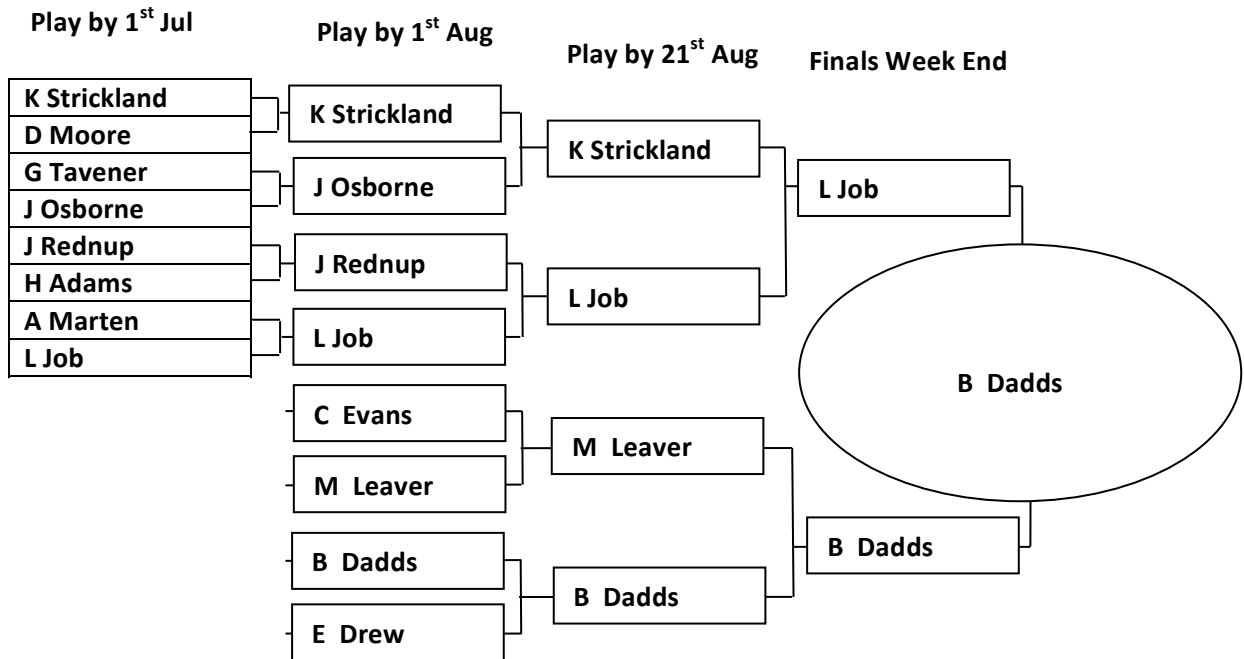 Play by 1st Jul
Play by 1st Aug
Play by 21st Aug
Finals Week End
K Strickland
D Moore
G Tavener
J Osborne
J Rednup
H Adams
A Marten
L Job
K Strickland
J Osborne
J Rednup
L Job
C Evans
M Leaver
B Dadds
E Drew
K Strickland
L Job
M Leaver
B Dadds
L Job
B Dadds
B Dadds